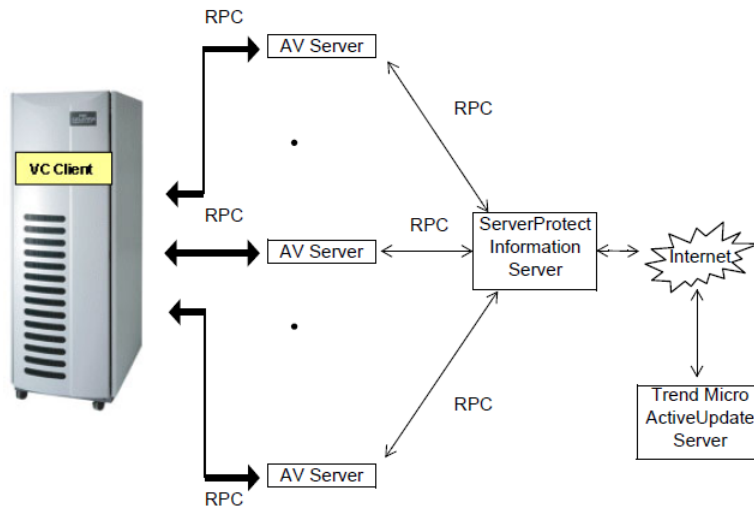 RPC
AV Server
RPC
VC Client
RPC
AV Server
RPC
ServerProtect
Information
Server
Internet
RPC
Trend Micro
ActiveUpdate
Server
AV Server
RPC